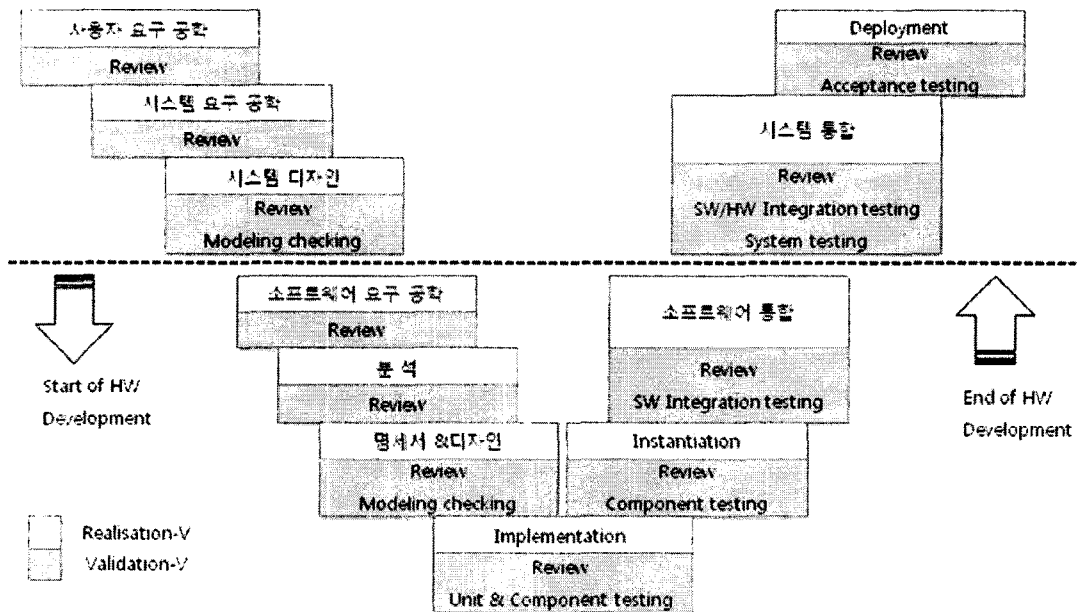 사용자 요구 공학
Review
시스템 요구 공학
Review
시스템 디자인
Review
Modeling checking
Deployment
Review
Acceptance testing
시스템 통합
Review
SW/HW Integration testing
System testing
Start of HW
Development
소프트웨어 요구 공학
Review
분 석
Review
명세서 &디자인
Review
Modeling checking
Implementation
Review
Unit & Component testing
소프트웨어 통합
Review
SW Integration testing
Instantiation
Review
Component testing
End of HW
Development
Realisation-V
Validation-V